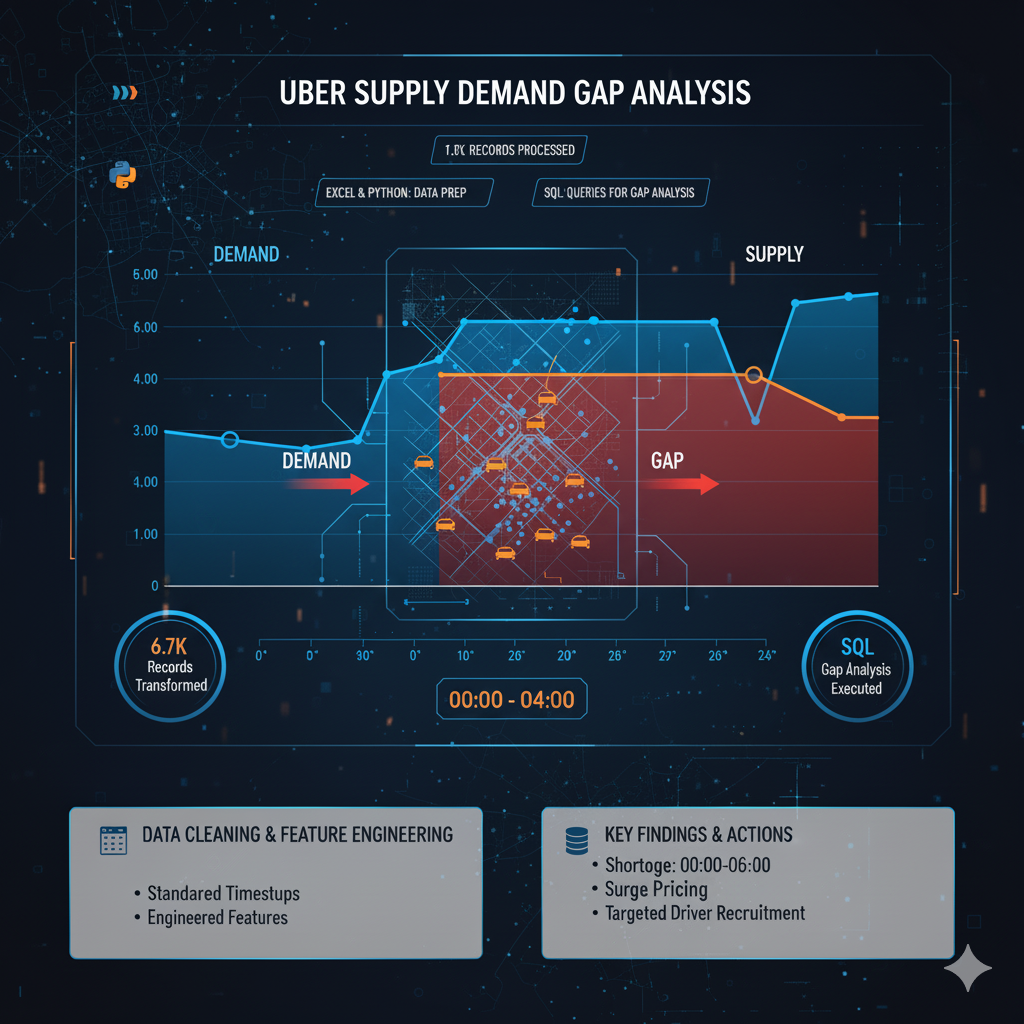 UBER SUPPLY DEMAND GAP ANALYSIS
RECORDS PROCESSED
EXCEL & PYTHON: DATA PREP
SQL QUERIES FOR GAP ANALYSIS
DEMAND
SUPPLY
5.00
6.00
4.00
3.00
4.00
1.00
0
DEMAND
GAP
0"
0"
30"
0"
10"
26"
20"
26"
27"
26"
24"
6.7K
Records
Transformed
00:00 - 04:00
SQL
Gap Analysis
Executed
DATA CLEANING & FEATURE ENGINEERING
• Standared Timestups
• Engineered Features
KEY FINDINGS & ACTIONS
• Shortoge: 00:00-06:00
• Surge Pricing
• Targeted Driver Recruitment